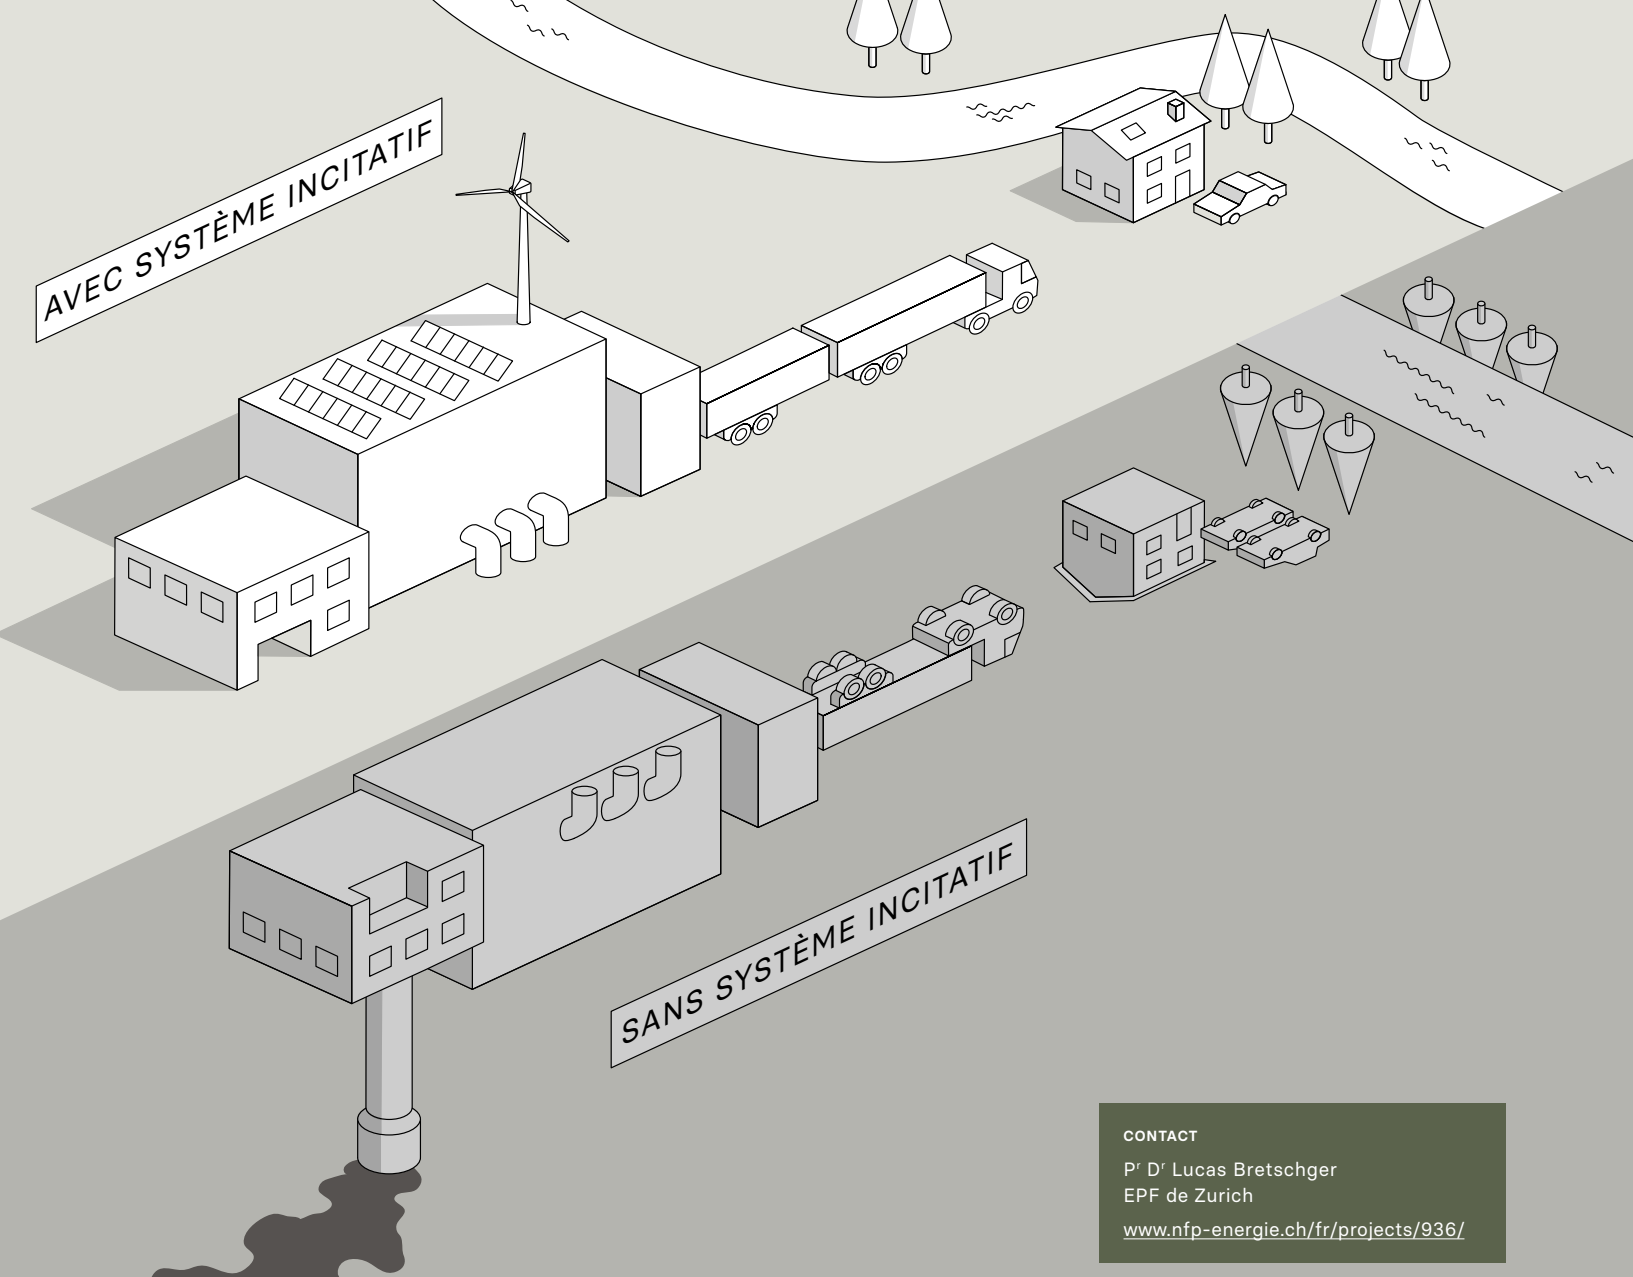 AVEC SYSTÈME INCITATIF
SANS SYSTÈME INCITATIF
CONTACT
Pʳ Dʳ Lucas Bretschger
EPF de Zurich
www.nfp-energie.ch/fr/projects/936/